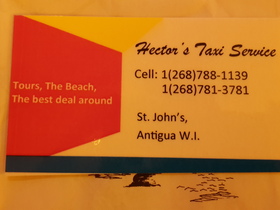 Hector's Taxi Service
Tours, The Beach,
The best deal around
Cell: 1(268)788-1139
1(268)781-3781
St. John's,
Antigua W.I.